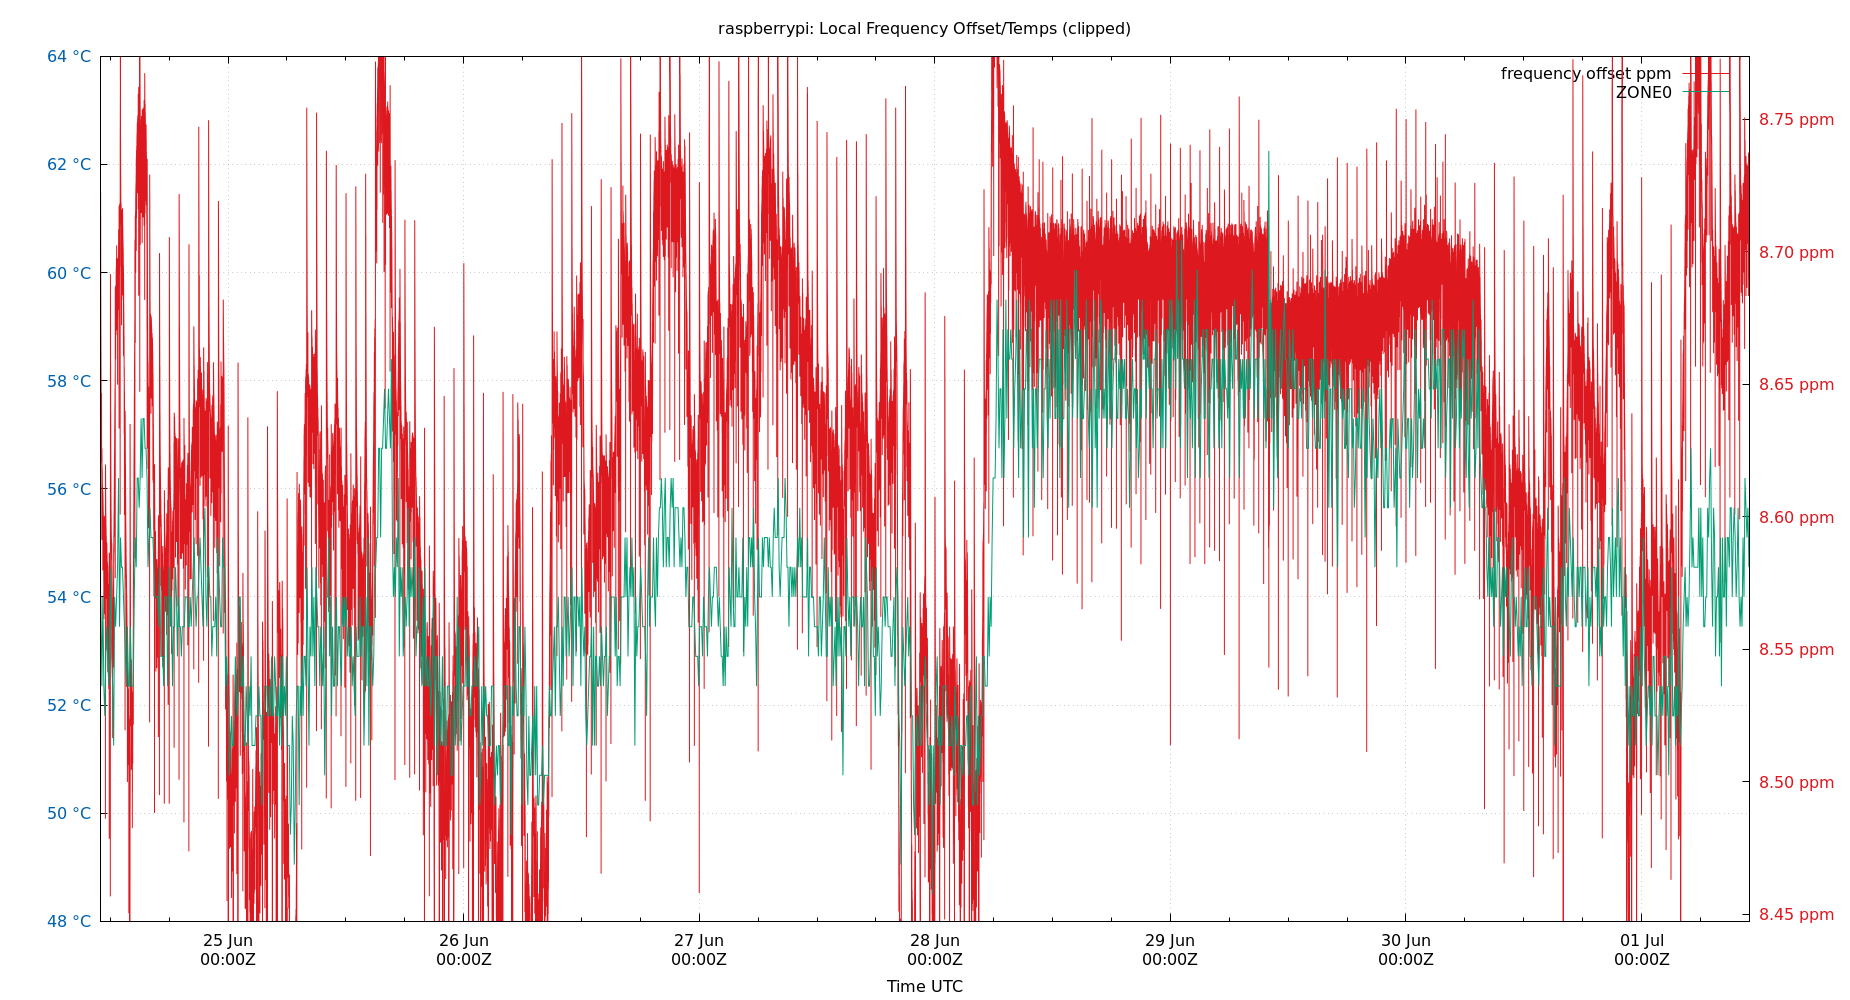 raspberrypi: Local Frequency Offset/Temps (clipped)
64 °C
62 °C
60 °C
58 °C
56 °C
54 °C
52 °C
50 °C
48 °C
frequency offset ppm
ZONE0
8.75 ppm
8.70 ppm
8.65 ppm
8.60 ppm
8.55 ppm
8.50 ppm
8.45 ppm
25 Jun
00:00Z
26 Jun
00:00Z
27 Jun
00:00Z
28 Jun
00:00Z
29 Jun
00:00Z
30 Jun
00:00Z
01 Jul
00:00Z
Time UTC